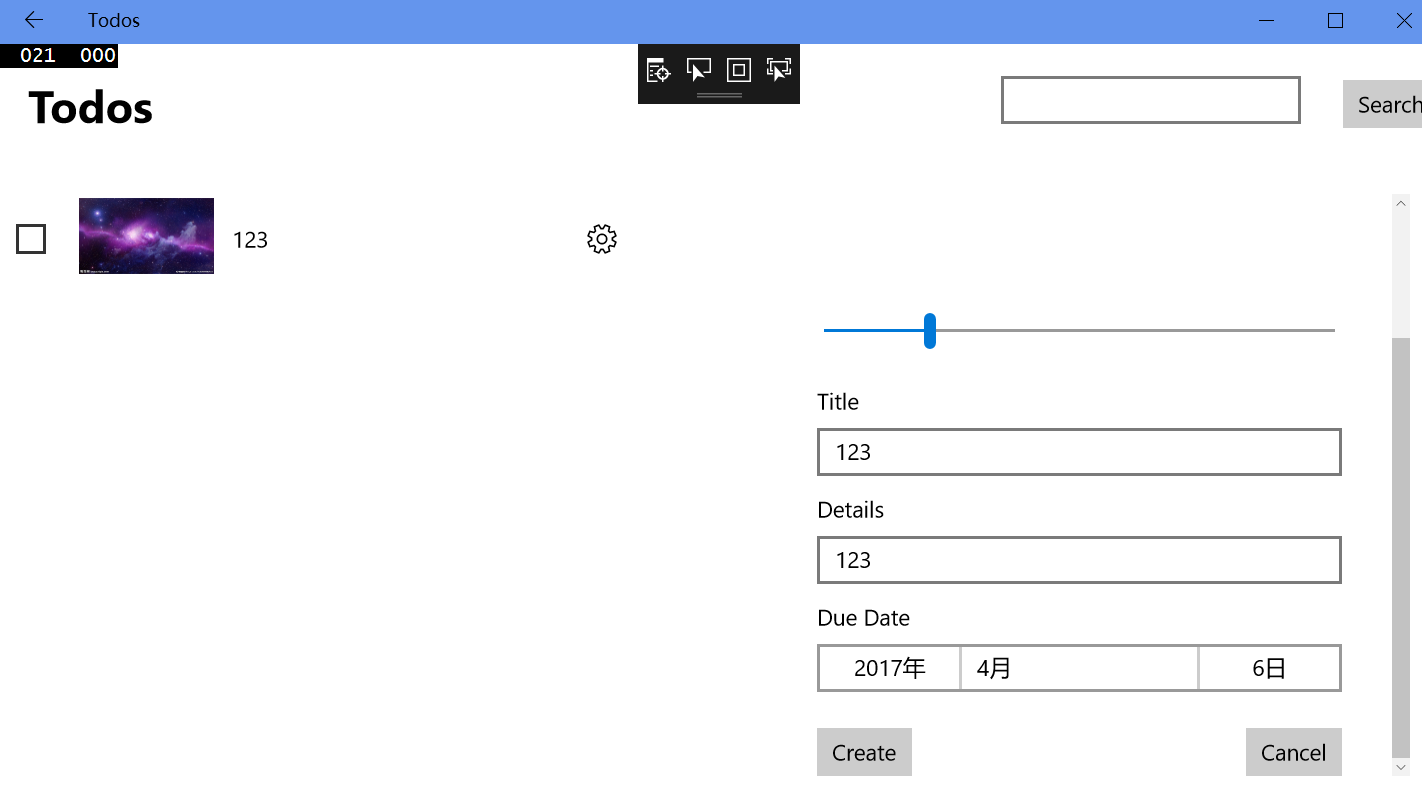 Todos
021 000
Todos
Search
123
Title
123
Details
123
Due Date
2017年 4月 6日
Create Cancel